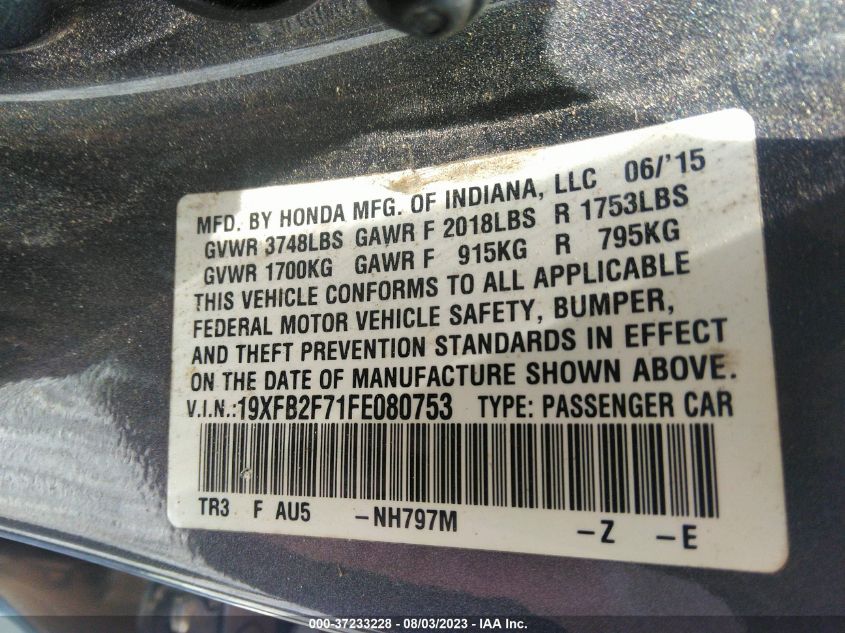 MFD. BY HONDA MFG. OF INDIANA, LLC 06/'15
GVWR 3748LBS GAWR F 2018LBS R 1753LBS
GVWR 1700KG GAWR F 915KG R 795KG
THIS VEHICLE CONFORMS TO ALL APPLICABLE
FEDERAL MOTOR VEHICLE SAFETY, BUMPER,
AND THEFT PREVENTION STANDARDS IN EFFECT
ON THE DATE OF MANUFACTURE SHOWN ABOVE.
V.I.N.:19XFB2F71FE080753 TYPE: PASSENGER CAR
TR3 F AU5 -NH797M -Z -E
000-37233228 - 08/03/2023 - IAA Inc.